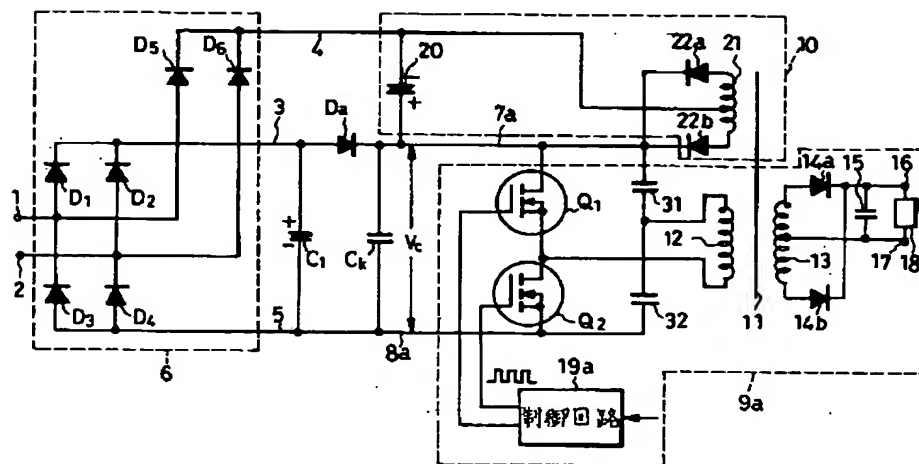 D5
D6
4
20
+
22a
21
10
3
Da
7a
22b
D1
D2
1
2
+
-
C1
Ck
Vc
Q1
31
12
14a
15
16
13
17
18
D3
D4
5
8a
Q2
32
11
14b
6
19a
制御回路
9a